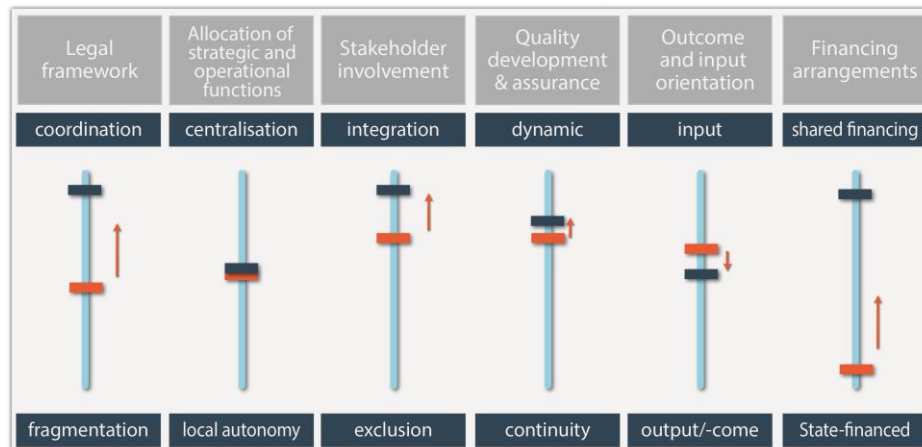 Legal
framework
Allocation of
strategic and
operational
functions
Stakeholder
involvement
Quality
development
& assurance
Outcome
and input
orientation
Financing
arrangements
coordination
centralisation
integration
dynamic
input
shared financing
fragmentation
local autonomy
exclusion
continuity
output/-come
State-financed